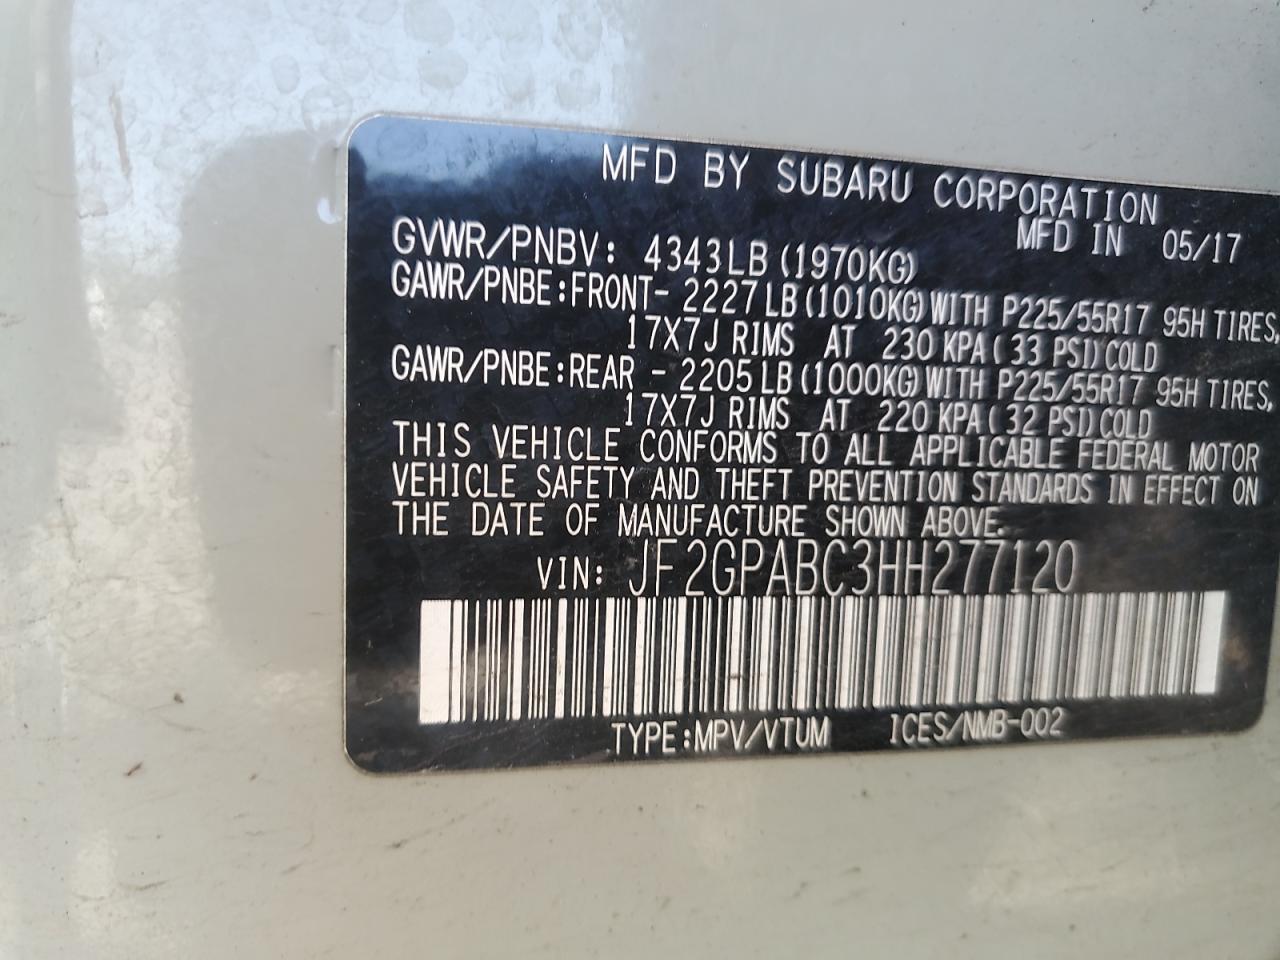 MFD BY SUBARU CORPORATION
MFD IN 05/17
GVWR/PNBV: 4343LB (1970KG)
GAWR/PNBE:FRONT- 2227LB (1010KG) WITH P225/55R17 95H TIRES,
17X7J RIMS AT 230 KPA( 33 PSI)COLD
GAWR/PNBE:REAR - 2205LB (1000KG) WITH P225/55R17 95H TIRES,
17X7J RIMS AT 220 KPA( 32 PSI)COLD
THIS VEHICLE CONFORMS TO ALL APPLICABLE FEDERAL MOTOR
VEHICLE SAFETY AND THEFT PREVENTION STANDARDS IN EFFECT ON
THE DATE OF MANUFACTURE SHOWN ABOVE.
VIN: JF2GPABC3HH277120
TYPE:MPV/VTUM ICES/NMB-002